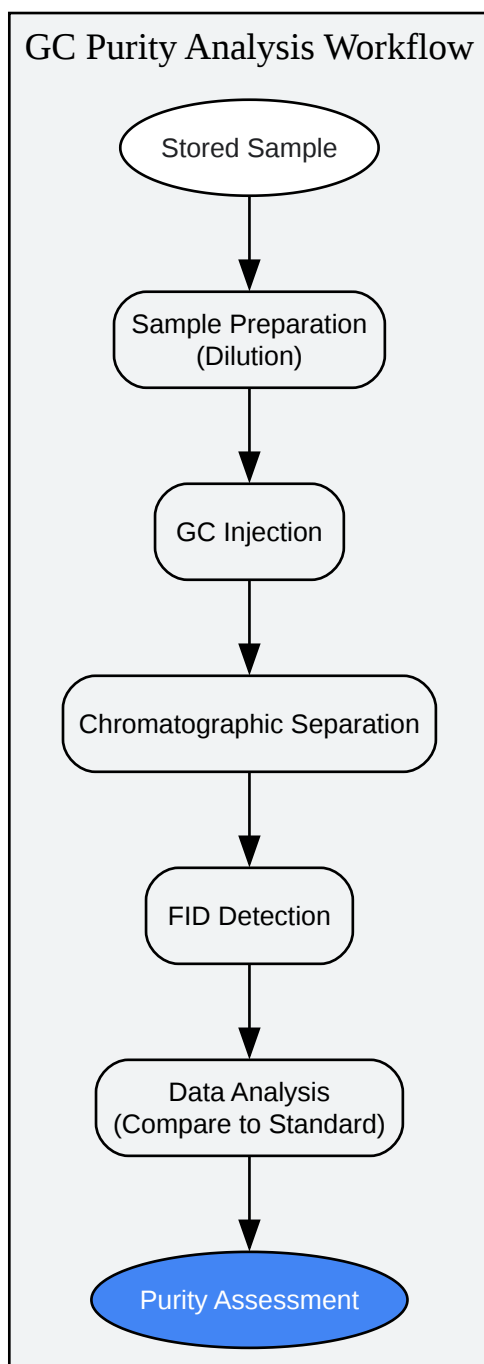 GC Purity Analysis Workflow
Stored Sample
Sample Preparation
(Dilution)
GC Injection
Chromatographic Separation
FID Detection
Data Analysis
(Compare to Standard)
Purity Assessment